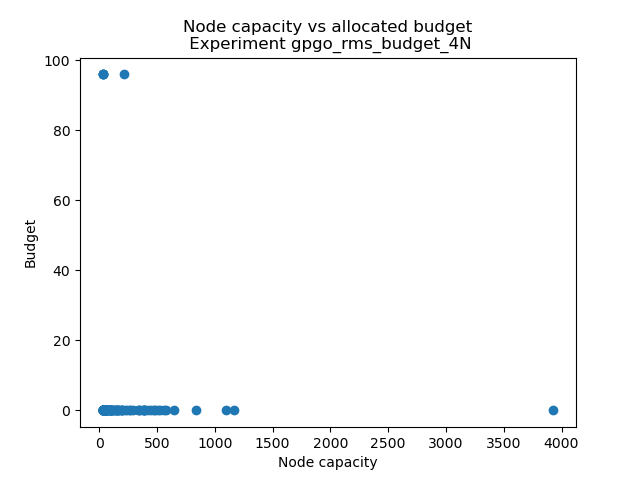 Node capacity vs allocated budget
Experiment gpgo_rms_budget_4N
100
80
60
40
20
0
Budget
0 500 1000 1500 2000 2500 3000 3500 4000
Node capacity